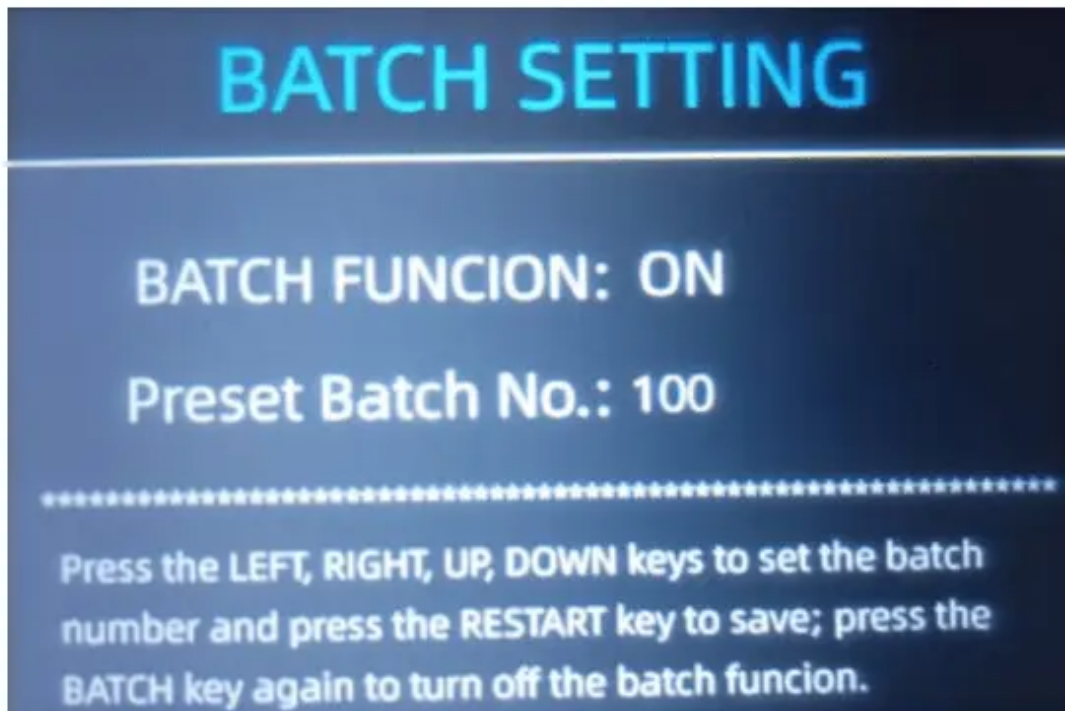 BATCH SETTING
BATCH FUNCION: ON
Preset Batch No.: 100
****************************************************************
Press the LEFT, RIGHT, UP, DOWN keys to set the batch
number and press the RESTART key to save; press the
BATCH key again to turn off the batch funcion.